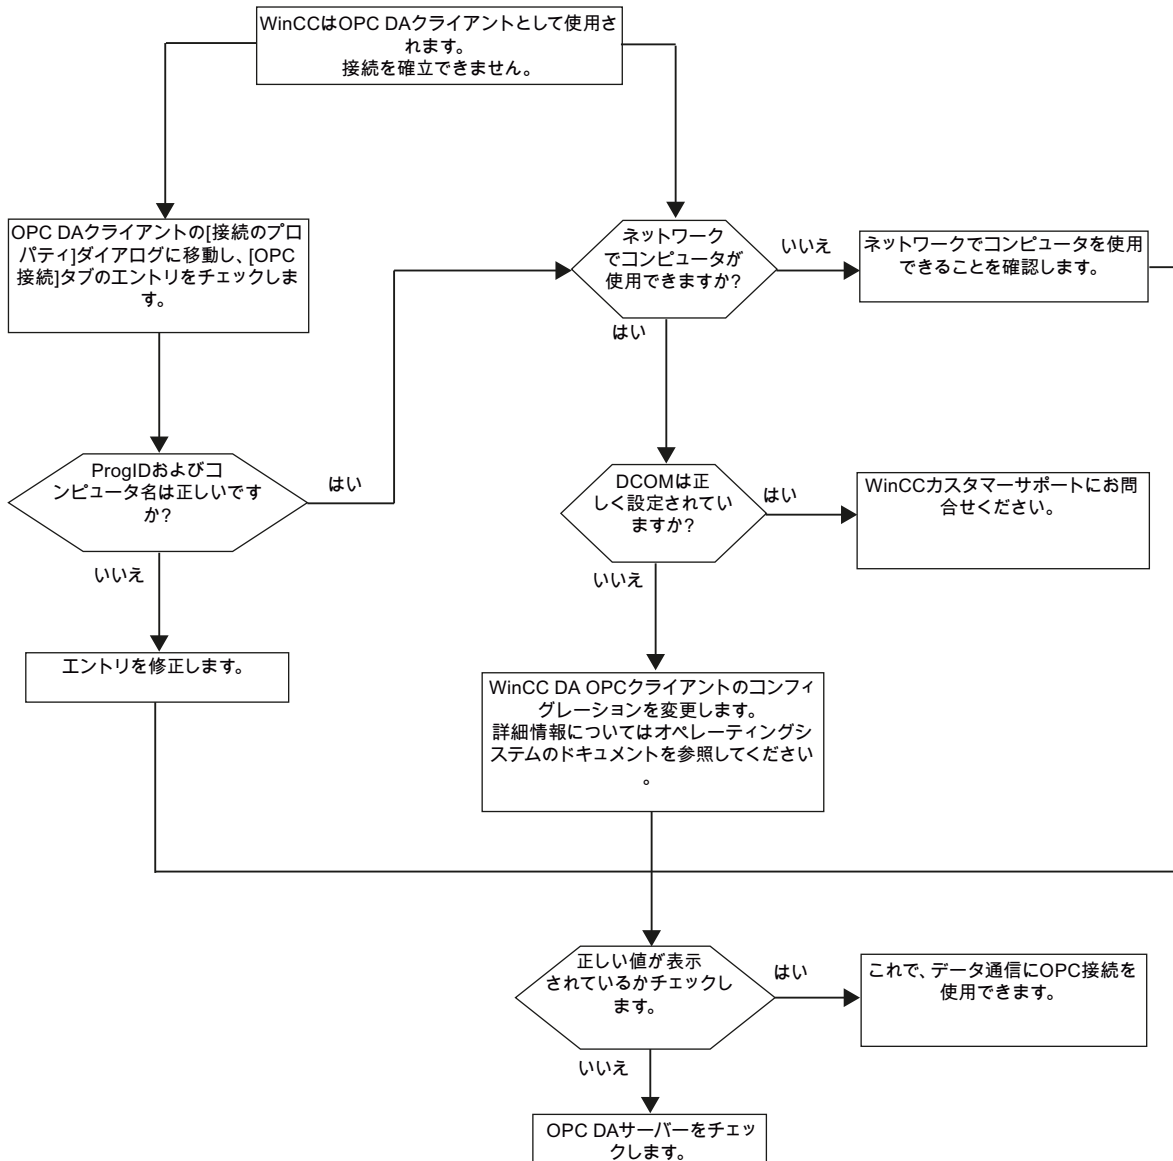 WinCCはOPC DAクライアントとして使用さ
れます。
接続を確立できません。
OPC DAクライアントの[接続のプロ
パティ]ダイアログに移動し、[OPC
接続]タブのエントリをチェックしま
す。
ネットワーク
でコンピュータが
使用できますか?
いいえ
ネットワークでコンピュータを使用
できることを確認します。
はい
ProgIDおよびコ
ンピュータ名は正しいです
か?
はい
DCOMは正
しく設定されてい
ますか?
はい
WinCCカスタマーサポートにお問
合せください。
いいえ
いいえ
エントリを修正します。
WinCC DA OPCクライアントのコンフィ
グレーションを変更します。
詳細情報についてはオペレーティングシ
ステムのドキュメントを参照してください
。
正しい値が表示
されているかチェックし
ます。
はい
これで、データ通信にOPC接続を
使用できます。
いいえ
OPC DAサーバーをチェッ
クします。